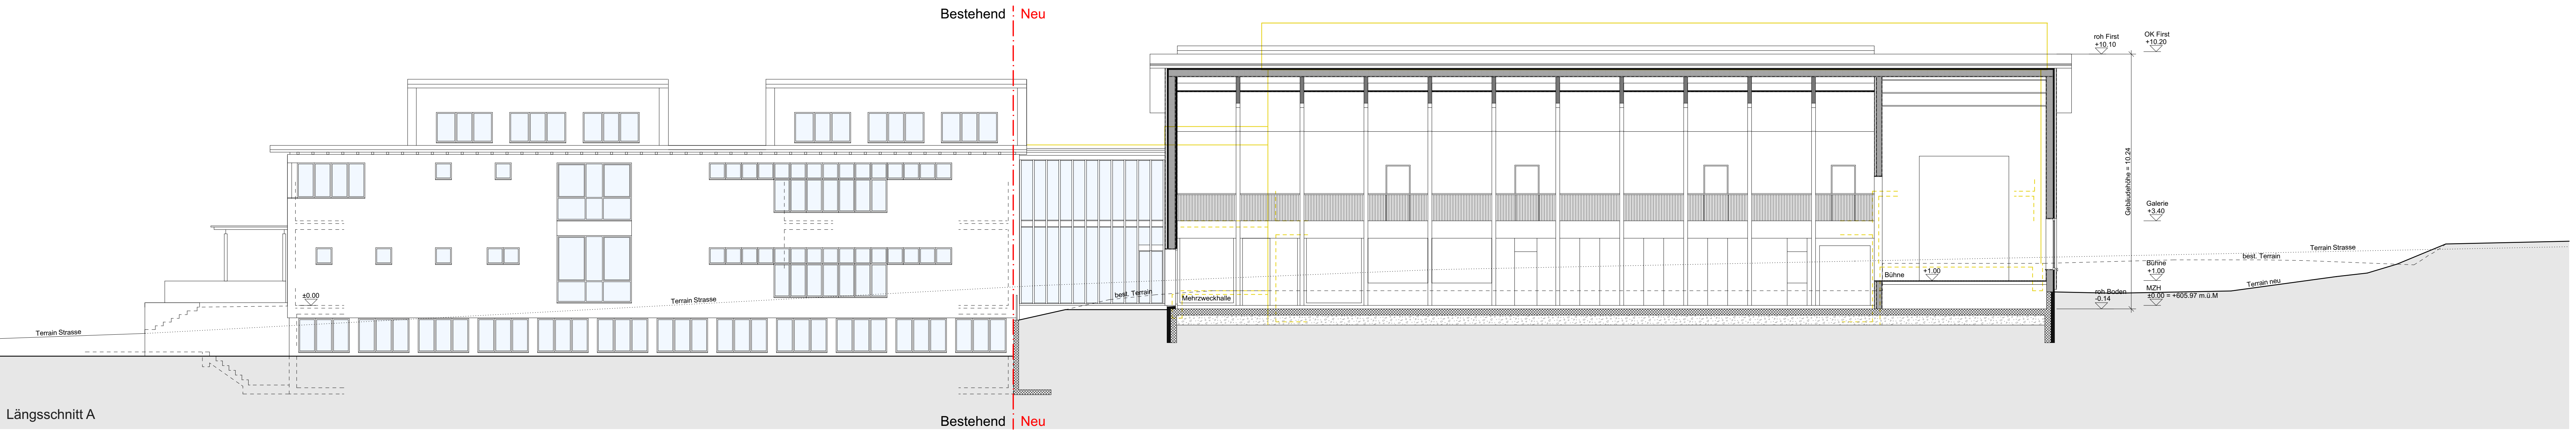 Bestehend Neu
roh First
+10.10
OK First
+10.20
Gebäudehöhe = 10.24
Galerie
+3.40
Terrain Strasse
best. Terrain
Bühne
+1.00
Bühne
+1.00
Terrain neu
roh Boden
-0.14
MZH
±0.00 = +605.97 m.ü.M
±0.00
Terrain Strasse
best. Terrain
Mehrzweckhalle
Terrain Strasse
Längsschnitt A
Bestehend Neu